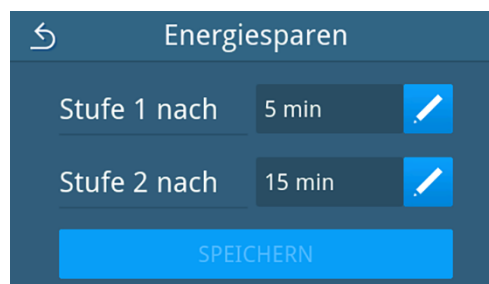 Energiesparen
Stufe 1 nach 5 min
Stufe 2 nach 15 min
SPEICHERN